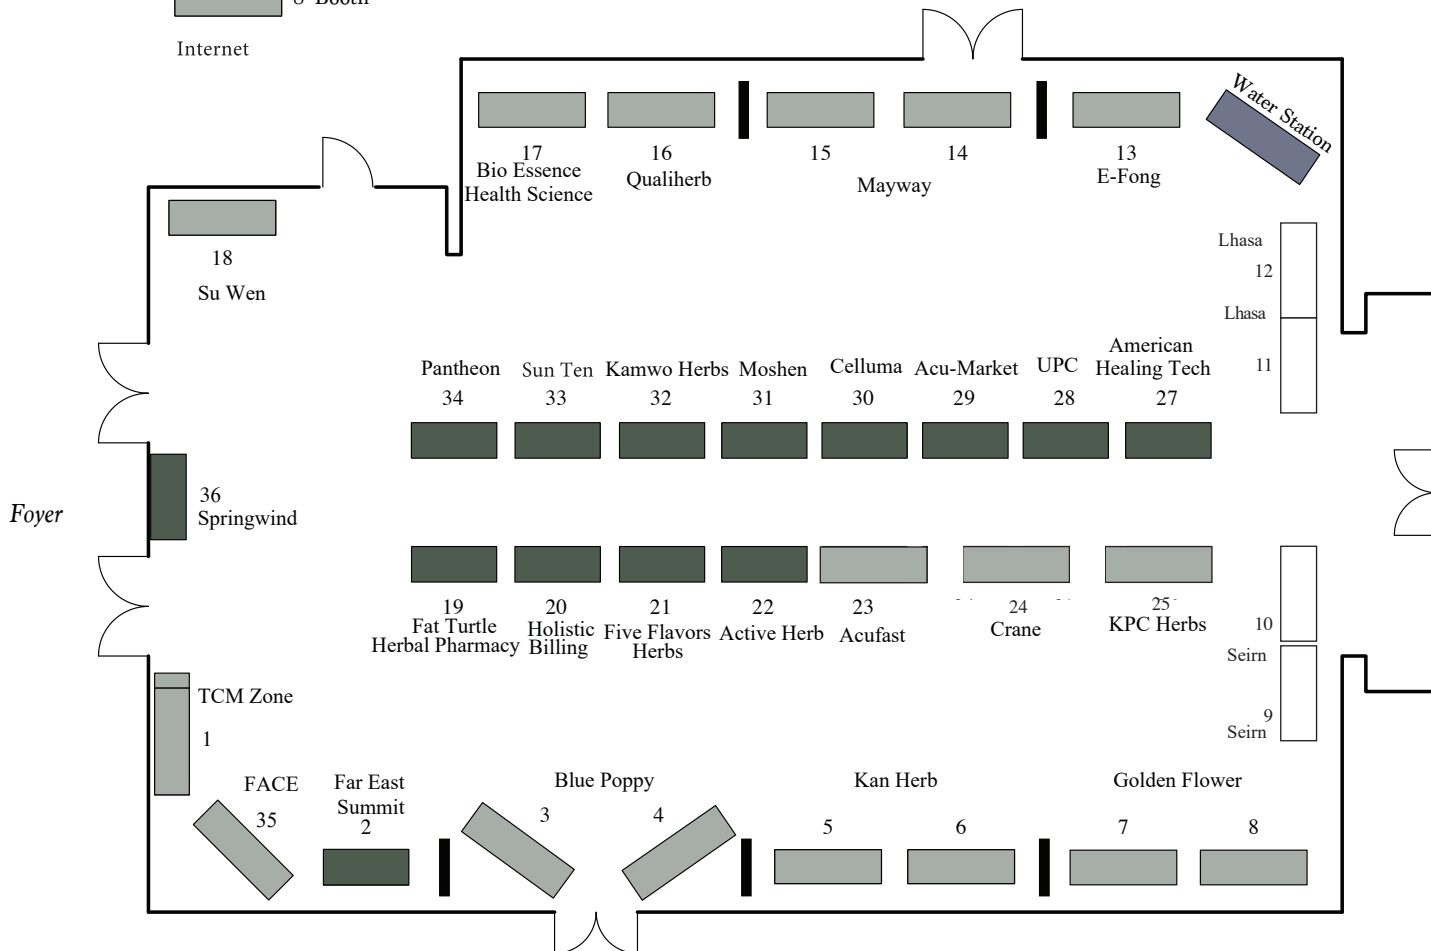 8' Booth
Internet
Water Station
17
Bio Essence
Health Science
16
Qualiherb
15
14
Mayway
13
E-Fong
18
Su Wen
Lhasa
12
Lhasa
11
Pantheon
34
Sun Ten
33
Kamwo Herbs
32
Moshen
31
Celluma
30
Acu-Market
29
UPC
28
American
Healing Tech
27
Foyer
36
Springwind
19
Fat Turtle
Herbal Pharmacy
20
Holistic
Billing
21
Five Flavors
Herbs
22
Active Herb
23
Acufast
24
Crane
25
KPC Herbs
10
Seirn
9
Seirn
TCM Zone
1
FACE
35
Far East
Summit
2
Blue Poppy
3
4
Kan Herb
5
6
Golden Flower
7
8